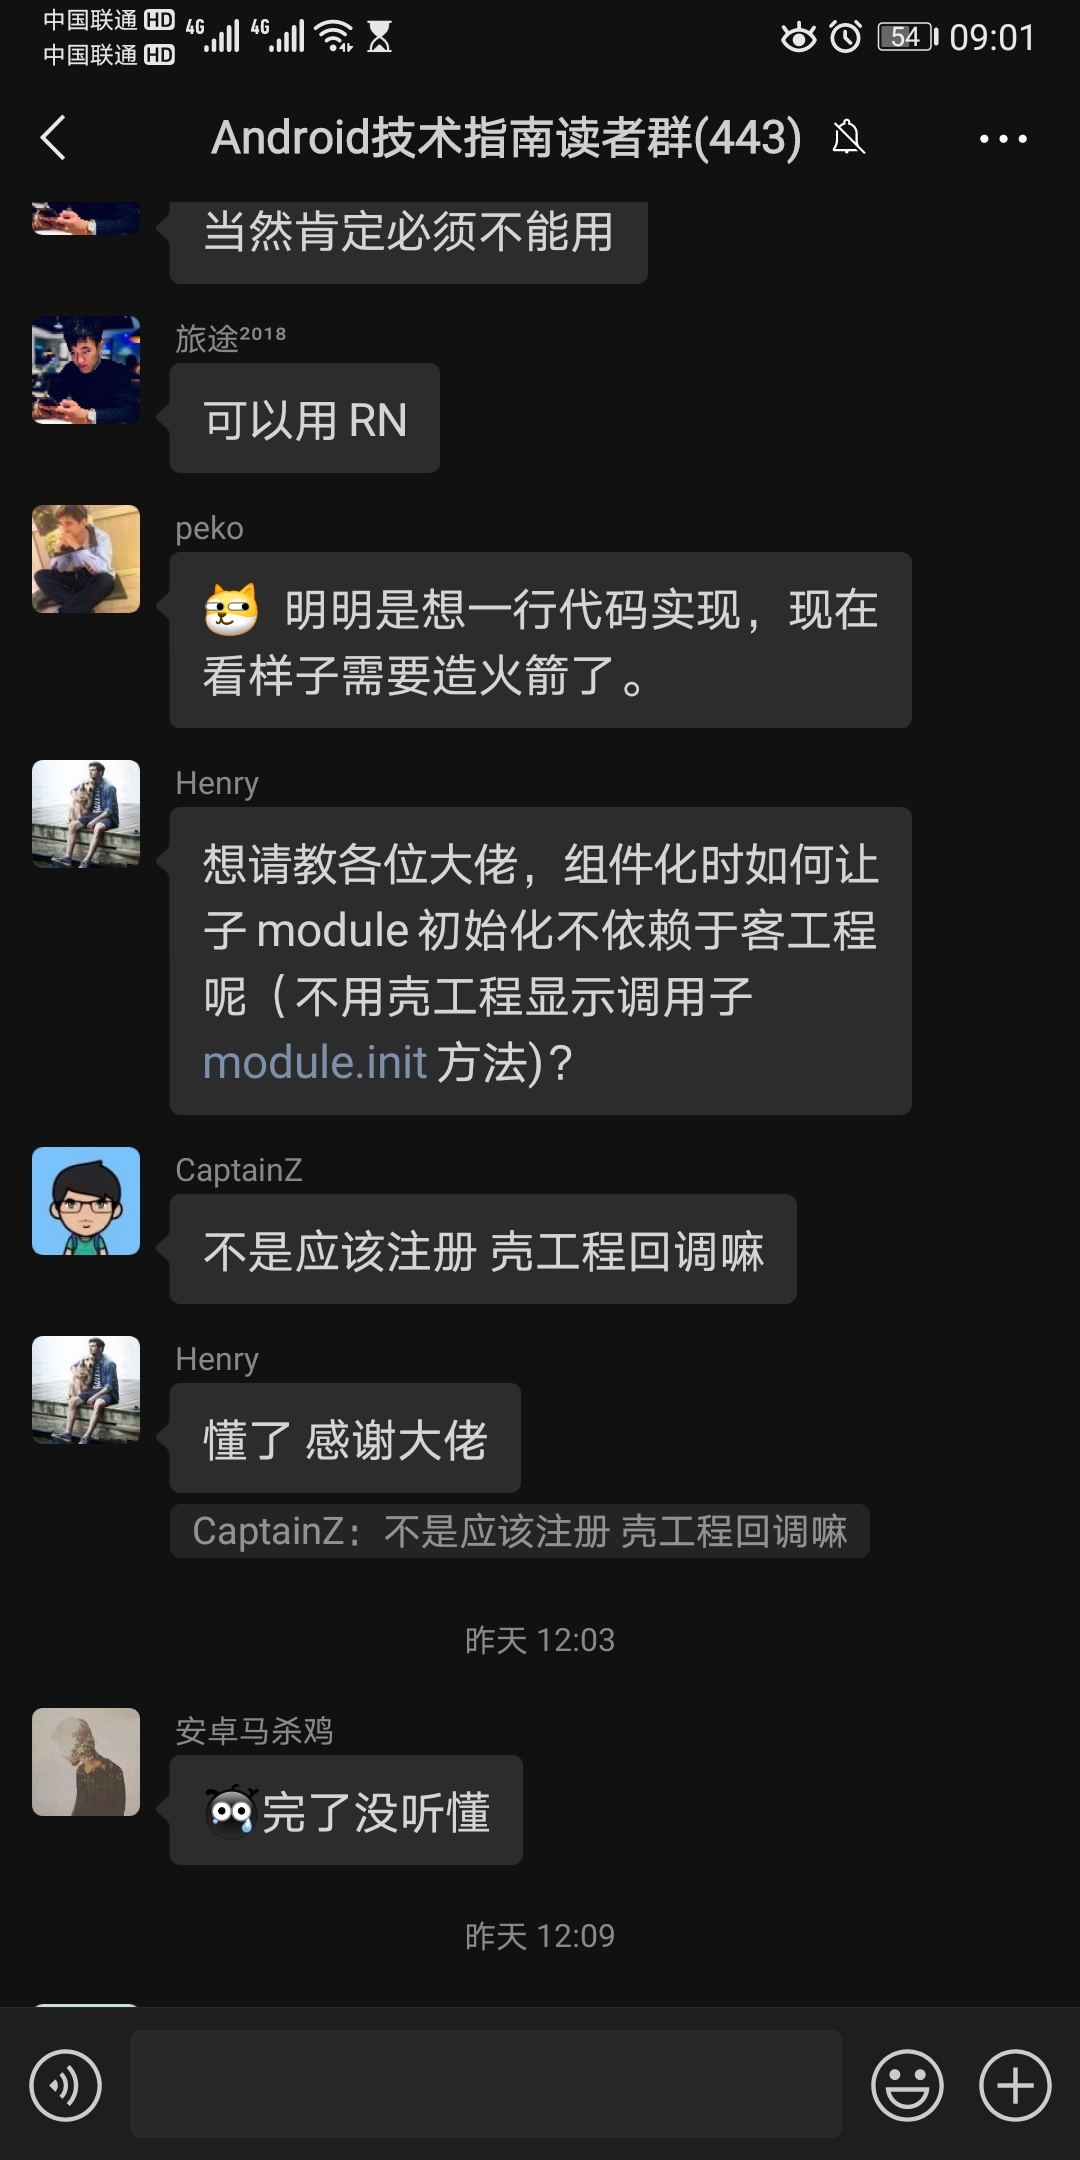 中国联通 HD 4G 4G 54 09:01
中国联通 HD
Android技术指南读者群(443)
当然肯定必须不能用
旅途²⁰¹⁸
可以用 RN
peko
明明是想一行代码实现，现在
看样子需要造火箭了。
Henry
想请教各位大佬，组件化时如何让
子 module 初始化不依赖于客工程
呢（不用壳工程显示调用子
module.init 方法)？
CaptainZ
不是应该注册 壳工程回调嘛
Henry
懂了 感谢大佬
CaptainZ：不是应该注册 壳工程回调嘛
昨天 12:03
安卓马杀鸡
完了没听懂
昨天 12:09